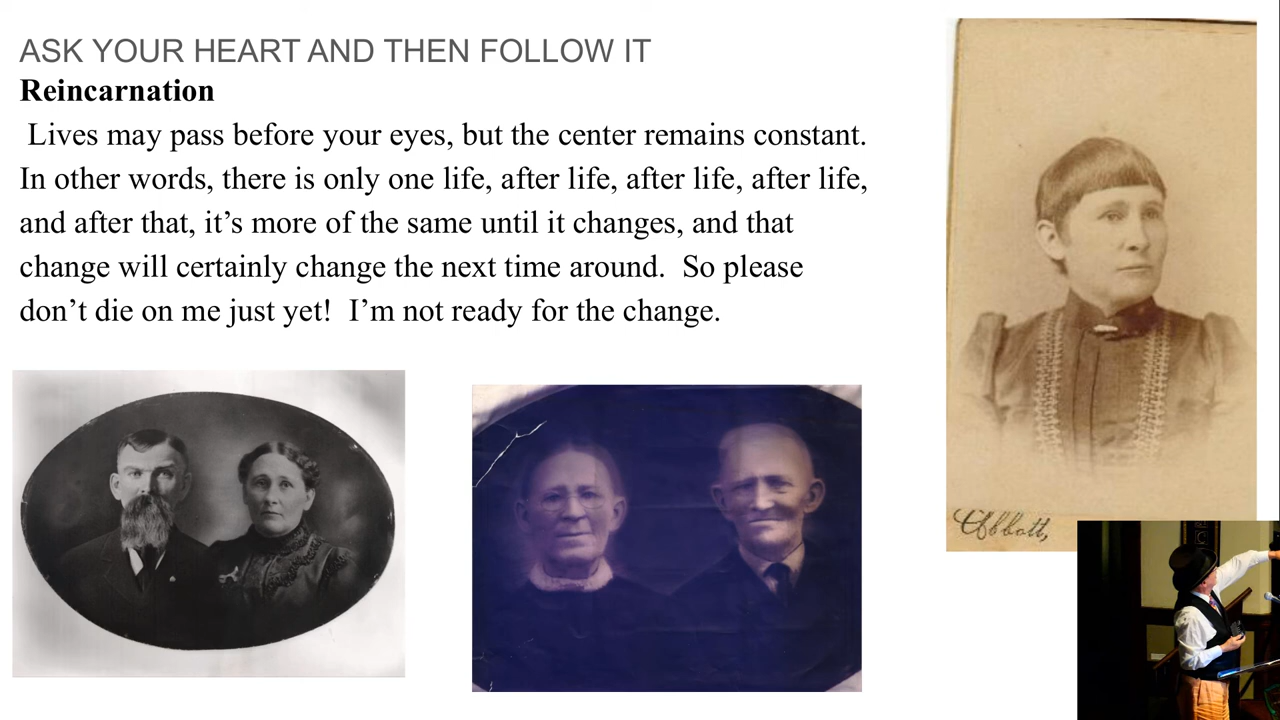 ASK YOUR HEART AND THEN FOLLOW IT
Reincarnation
Lives may pass before your eyes, but the center remains constant.
In other words, there is only one life, after life, after life, after life,
and after that, it’s more of the same until it changes, and that
change will certainly change the next time around.  So please
don’t die on me just yet!  I’m not ready for the change.
Abbott,